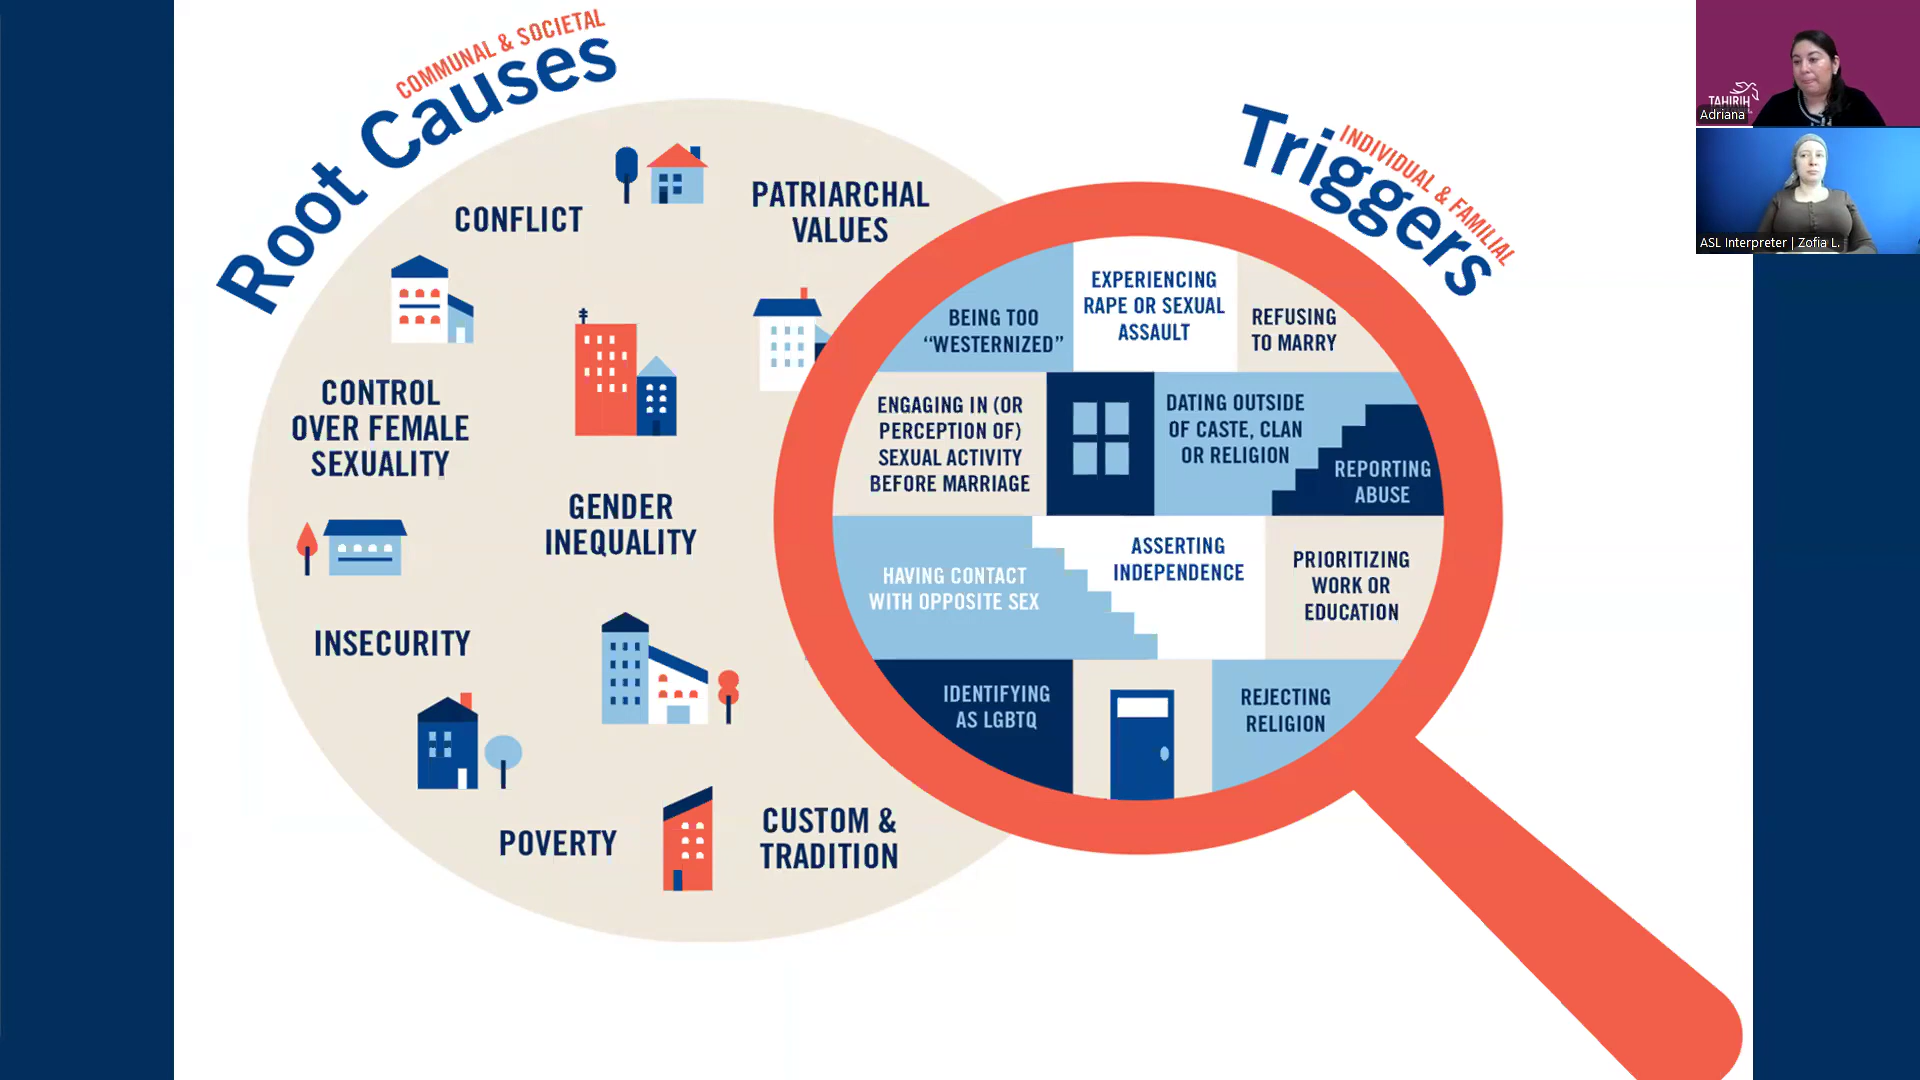 COMMUNAL & SOCIETAL
Root Causes
CONFLICT
PATRIARCHAL
VALUES
CONTROL
OVER FEMALE
SEXUALITY
GENDER
INEQUALITY
INSECURITY
POVERTY
CUSTOM &
TRADITION
INDIVIDUAL & FAMILIAL
Triggers
BEING TOO
“WESTERNIZED”
EXPERIENCING
RAPE OR SEXUAL
ASSAULT
REFUSING
TO MARRY
ENGAGING IN (OR
PERCEPTION OF)
SEXUAL ACTIVITY
BEFORE MARRIAGE
DATING OUTSIDE
OF CASTE, CLAN
OR RELIGION
REPORTING
ABUSE
HAVING CONTACT
WITH OPPOSITE SEX
ASSERTING
INDEPENDENCE
PRIORITIZING
WORK OR
EDUCATION
IDENTIFYING
AS LGBTQ
REJECTING
RELIGION
TAHIRIH
Adriana
ASL Interpreter | Zofia L.